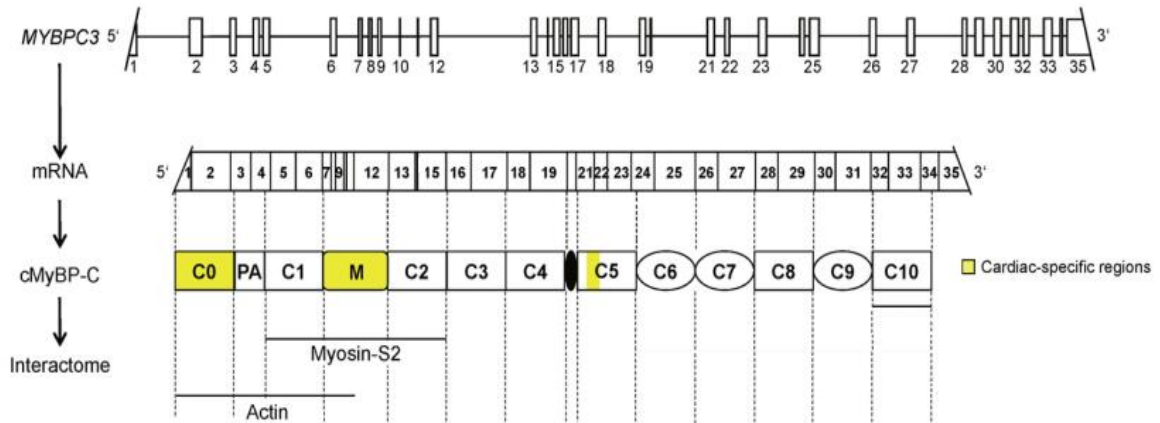 MYBPC3 5' 3'
1 2 3 4 5 6 7 8 9 10 12 13 15 17 18 19 21 22 23 25 26 27 28 30 32 33 35
mRNA 5' 1 2 3 4 5 6 7 9 12 13 15 16 17 18 19 21 22 23 24 25 26 27 28 29 30 31 32 33 34 35 3'
cMyBP-C C0 PA C1 M C2 C3 C4 C5 C6 C7 C8 C9 C10 Cardiac-specific regions
Myosin-S2
Interactome
Actin